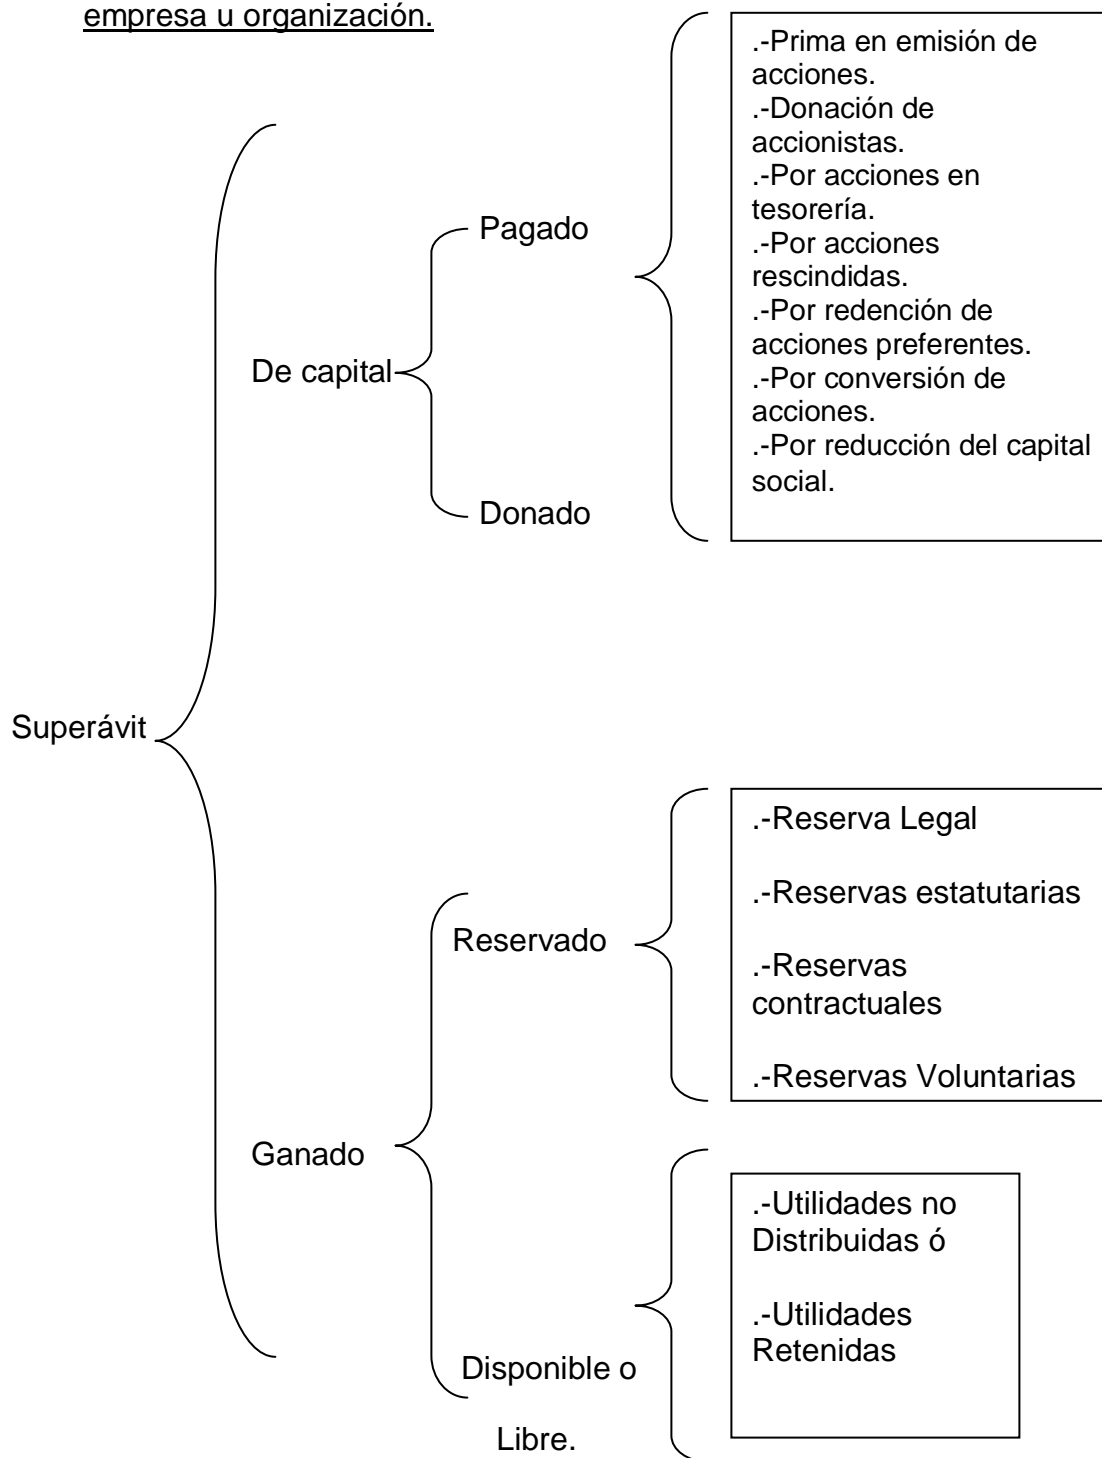 empresa u organización.
.-Prima en emisión de
acciones.
.-Donación de
accionistas.
.-Por acciones en
tesorería.
.-Por acciones
rescindidas.
.-Por redención de
acciones preferentes.
.-Por conversión de
acciones.
.-Por reducción del capital
social.
Pagado
De capital
Donado
Superávit
.-Reserva Legal
.-Reservas estatutarias
.-Reservas
contractuales
.-Reservas Voluntarias
Reservado
Ganado
.-Utilidades no
Distribuidas ó
.-Utilidades
Retenidas
Disponible o
Libre.